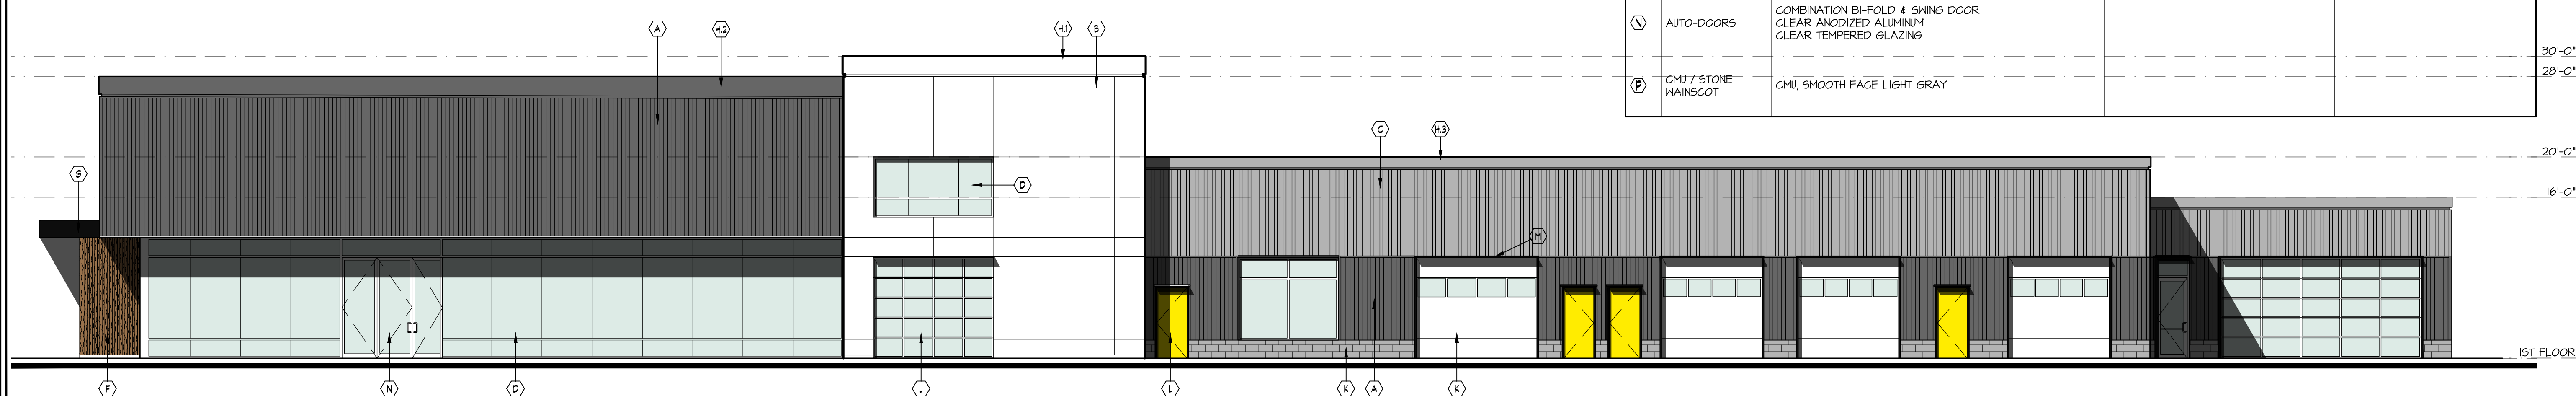 COMBINATION BI-FOLD & SWING DOOR
N AUTO-DOORS CLEAR ANODIZED ALUMINUM
CLEAR TEMPERED GLAZING
CMU / STONE
P WAINSCOT CMU, SMOOTH FACE LIGHT GRAY
30'-0"
28'-0"
20'-0"
16'-0"
1ST FLOOR
A
H.2
H.1
B
G
D
C
H.3
M
F
N
D
J
L
K
A
K